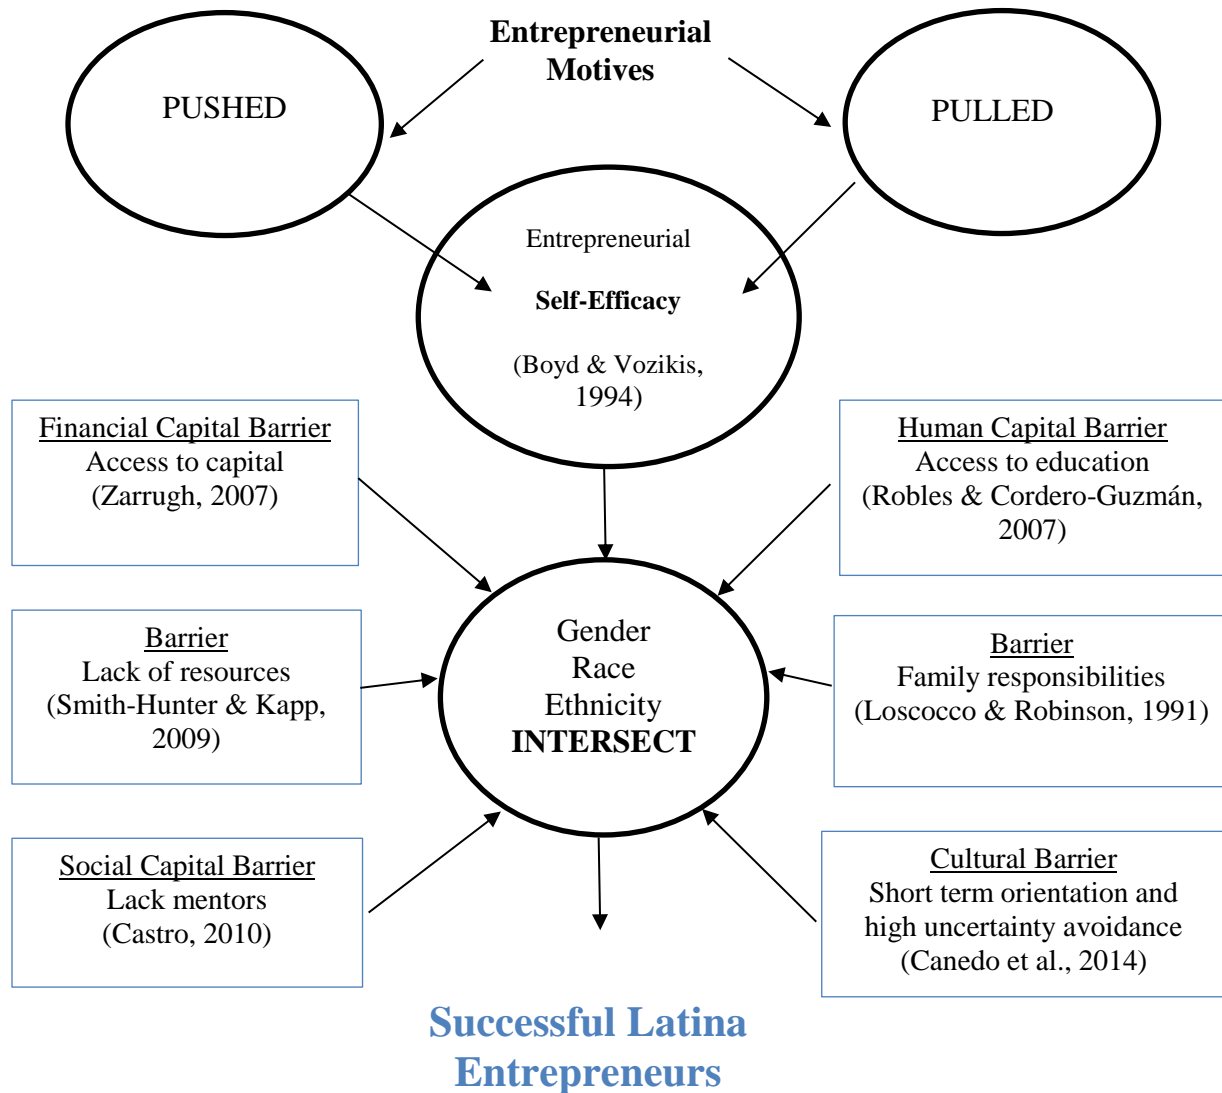 Entrepreneurial
Motives
PUSHED
PULLED
Entrepreneurial
Self-Efficacy
(Boyd & Vozikis,
1994)
Financial Capital Barrier
Access to capital
(Zarrugh, 2007)
Human Capital Barrier
Access to education
(Robles & Cordero-Guzmán,
2007)
Barrier
Lack of resources
(Smith-Hunter & Kapp,
2009)
Gender
Race
Ethnicity
INTERSECT
Barrier
Family responsibilities
(Loscocco & Robinson, 1991)
Social Capital Barrier
Lack mentors
(Castro, 2010)
Cultural Barrier
Short term orientation and
high uncertainty avoidance
(Canedo et al., 2014)
Successful Latina
Entrepreneurs